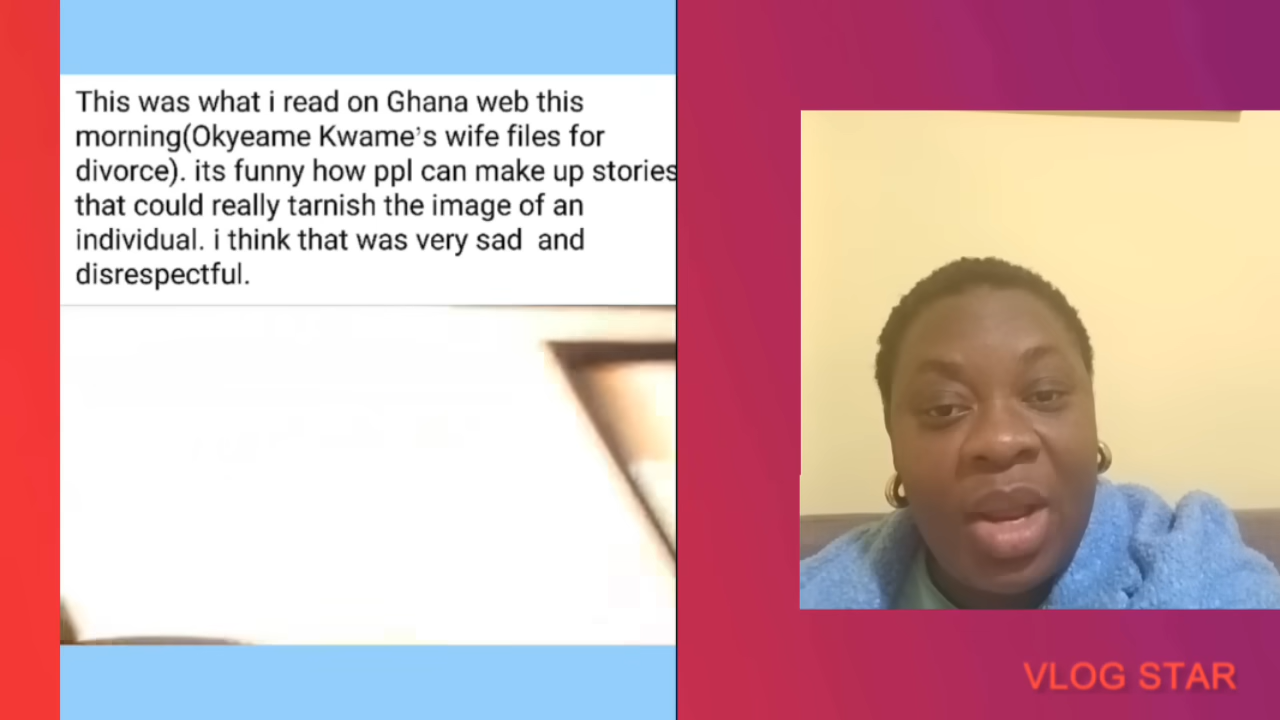 This was what i read on Ghana web this
morning(Okyeame Kwame's wife files for
divorce). its funny how ppl can make up stories
that could really tarnish the image of an
individual. i think that was very sad  and
disrespectful.
VLOG STAR